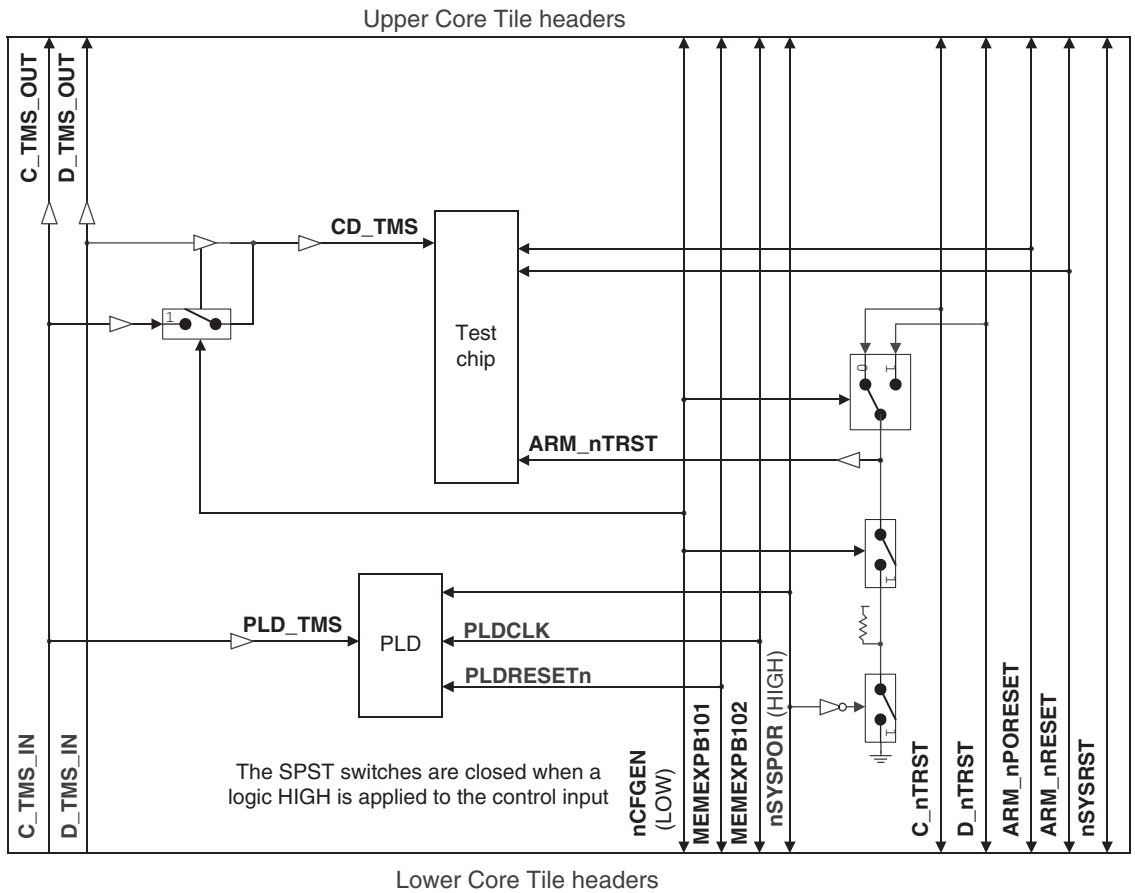 Upper Core Tile headers
C_TMS_OUT
D_TMS_OUT
CD_TMS
1
Test
chip
0
1
ARM_nTRST
1
PLD_TMS
PLD
PLDCLK
PLDRESETn
1
C_TMS_IN
D_TMS_IN
The SPST switches are closed when a
logic HIGH is applied to the control input
nCFGEN
(LOW)
MEMEXPB101
MEMEXPB102
nSYSPOR (HIGH)
C_nTRST
D_nTRST
ARM_nPORESET
ARM_nRESET
nSYSRST
Lower Core Tile headers